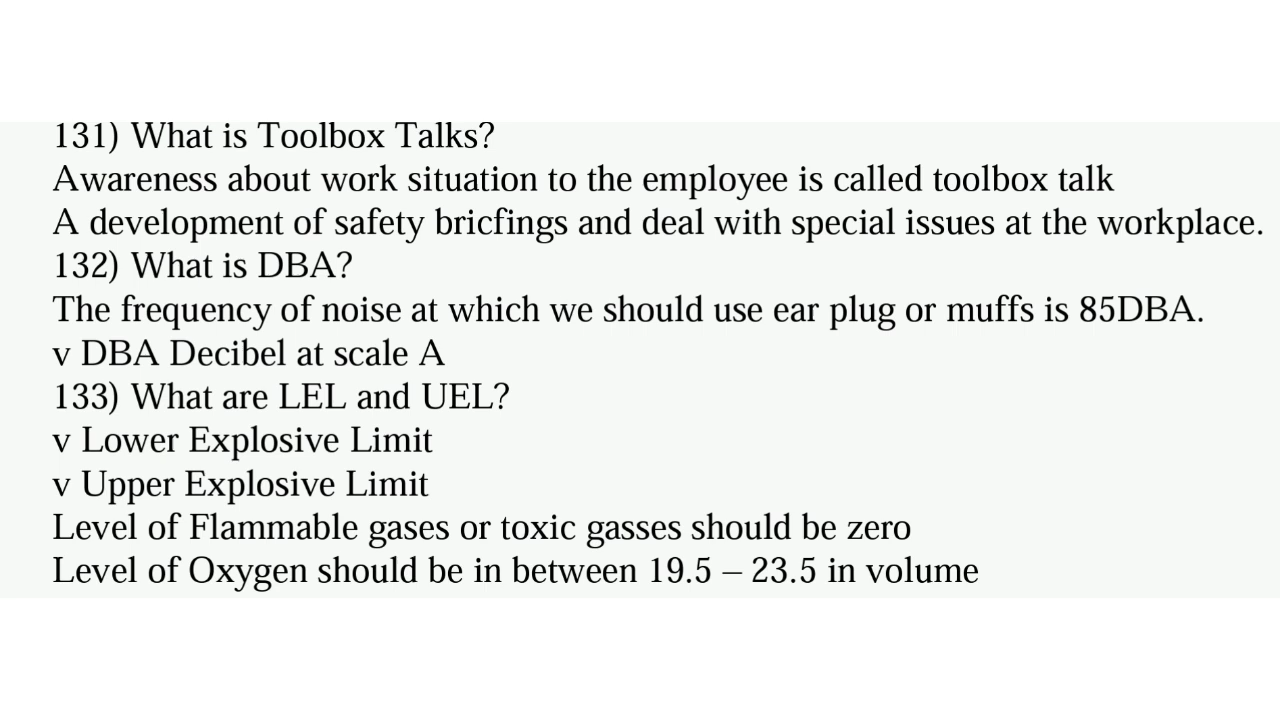 131) What is Toolbox Talks?
Awareness about work situation to the employee is called toolbox talk
A development of safety bricfings and deal with special issues at the workplace.
132) What is DBA?
The frequency of noise at which we should use ear plug or muffs is 85DBA.
v DBA Decibel at scale A
133) What are LEL and UEL?
v Lower Explosive Limit
v Upper Explosive Limit
Level of Flammable gases or toxic gasses should be zero
Level of Oxygen should be in between 19.5 – 23.5 in volume